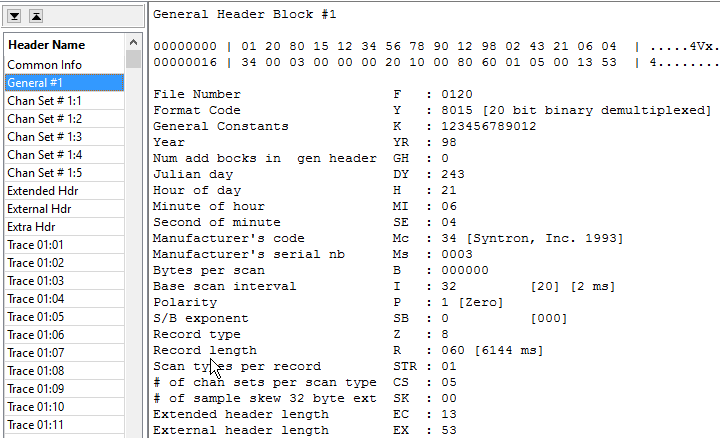 Header Name
Common Info
General #1
Chan Set # 1:1
Chan Set # 1:2
Chan Set # 1:3
Chan Set # 1:4
Chan Set # 1:5
Extended Hdr
External Hdr
Extra Hdr
Trace 01:01
Trace 01:02
Trace 01:03
Trace 01:04
Trace 01:05
Trace 01:06
Trace 01:07
Trace 01:08
Trace 01:09
Trace 01:10
Trace 01:11
General Header Block #1
00000000 | 01 20 80 15 12 34 56 78 90 12 98 02 43 21 06 04 | .....4Vx.
00000016 | 34 00 03 00 00 00 20 10 00 80 60 01 05 00 13 53 | 4........
File Number F : 0120
Format Code Y : 8015 [20 bit binary demultiplexed]
General Constants K : 123456789012
Year YR : 98
Num add bocks in gen header GH : 0
Julian day DY : 243
Hour of day H : 21
Minute of hour MI : 06
Second of minute SE : 04
Manufacturer's code Mc : 34 [Syntron, Inc. 1993]
Manufacturer's serial nb Ms : 0003
Bytes per scan B : 000000
Base scan interval I : 32 [20] [2 ms]
Polarity P : 1 [Zero]
S/B exponent SB : 0 [000]
Record type Z : 8
Record length R : 060 [6144 ms]
Scan types per record STR : 01
# of chan sets per scan type CS : 05
# of sample skew 32 byte ext SK : 00
Extended header length EC : 13
External header length EX : 53